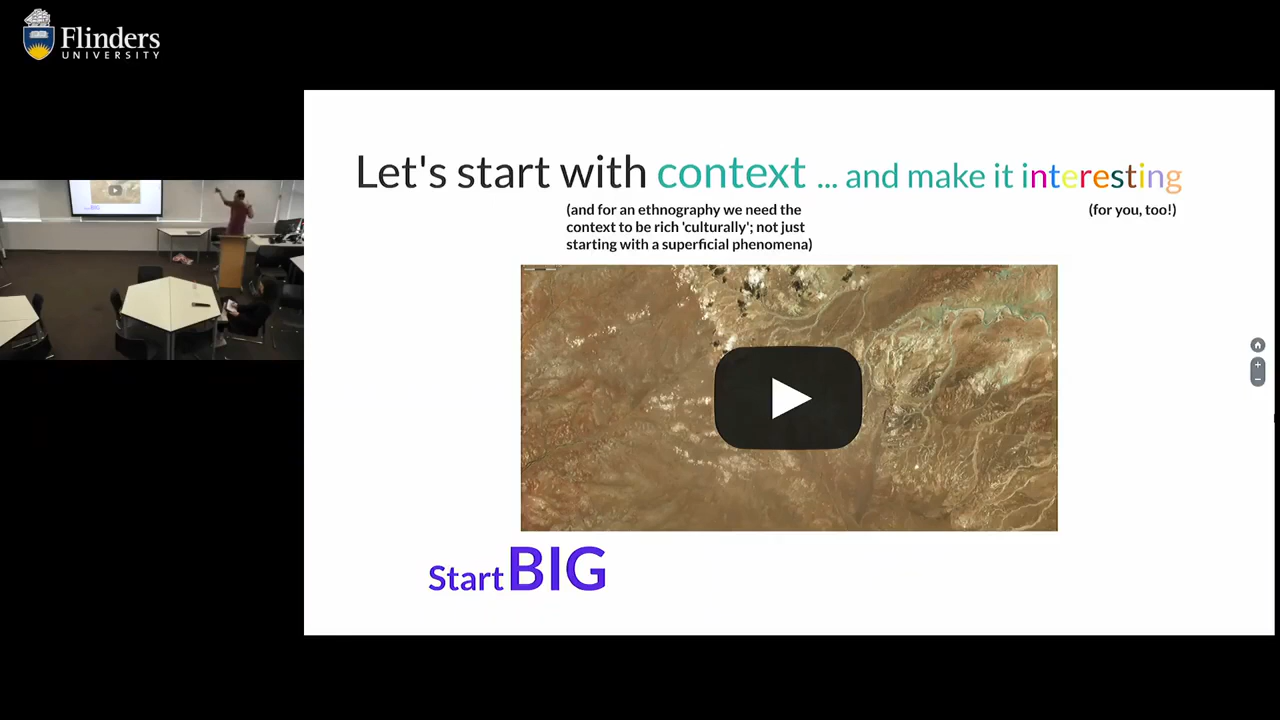 Flinders
UNIVERSITY
Let's start with context ... and make it interesting
(and for an ethnography we need the
context to be rich 'culturally'; not just
starting with a superficial phenomena)
(for you, too!)
Start BIG